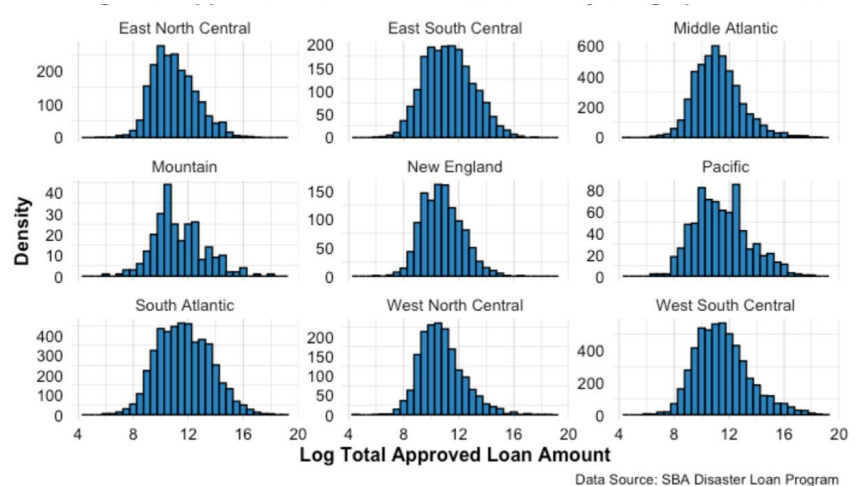 East North Central
East South Central
Middle Atlantic
200
100
0
200
150
100
50
0
600
400
200
0
Mountain
New England
Pacific
40
30
20
10
0
150
100
50
0
80
60
40
20
0
Density
South Atlantic
West North Central
West South Central
400
300
200
100
0
200
150
100
50
0
400
200
0
4 8 12 16 20
4 8 12 16 20
4 8 12 16 20
Log Total Approved Loan Amount
Data Source: SBA Disaster Loan Program